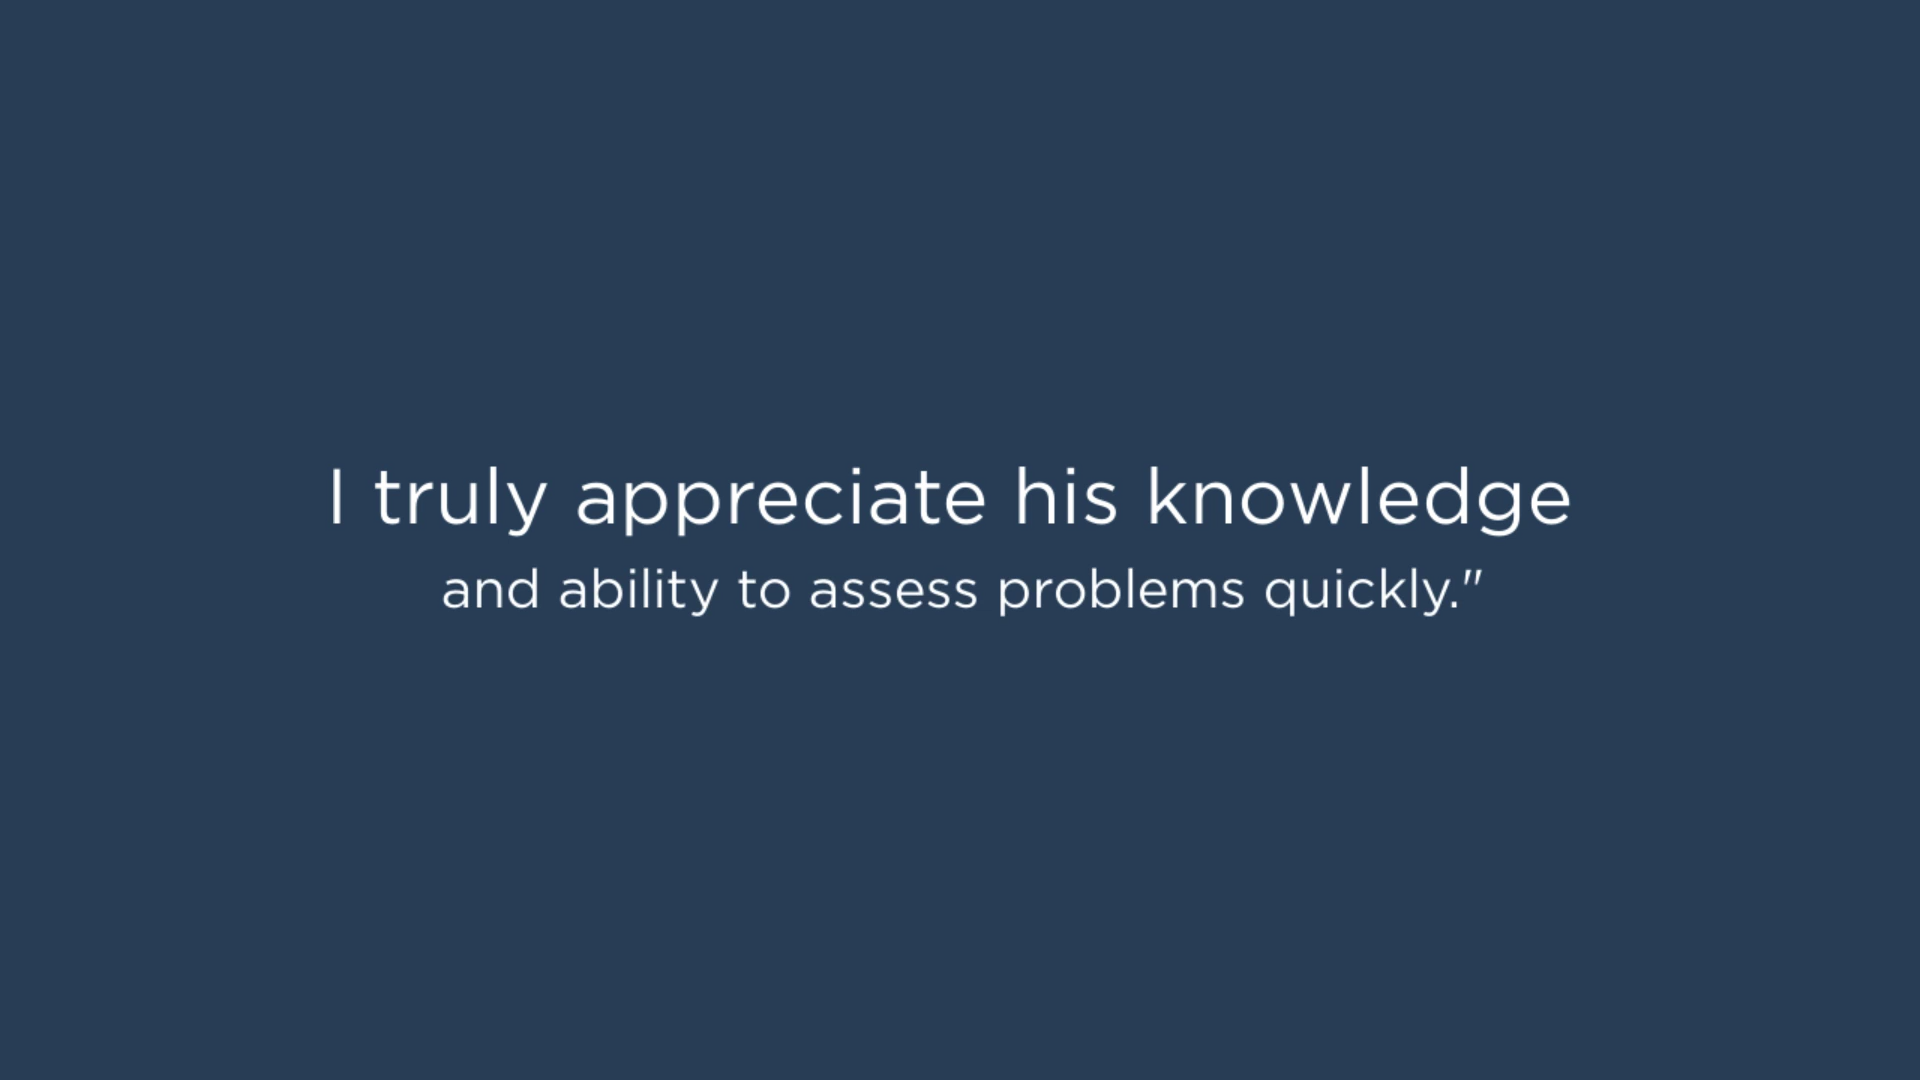 I truly appreciate his knowledge
and ability to assess problems quickly."